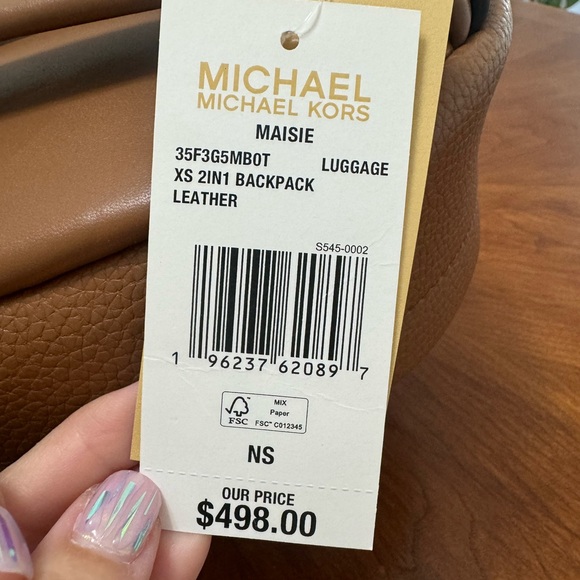 MICHAEL
MICHAEL KORS
MAISIE
35F3G5MB0T LUGGAGE
XS 2IN1 BACKPACK
LEATHER
S545-0002
1 96237 62089 7
FSC
MIX
Paper
FSC™ C012345
NS
OUR PRICE
$498.00